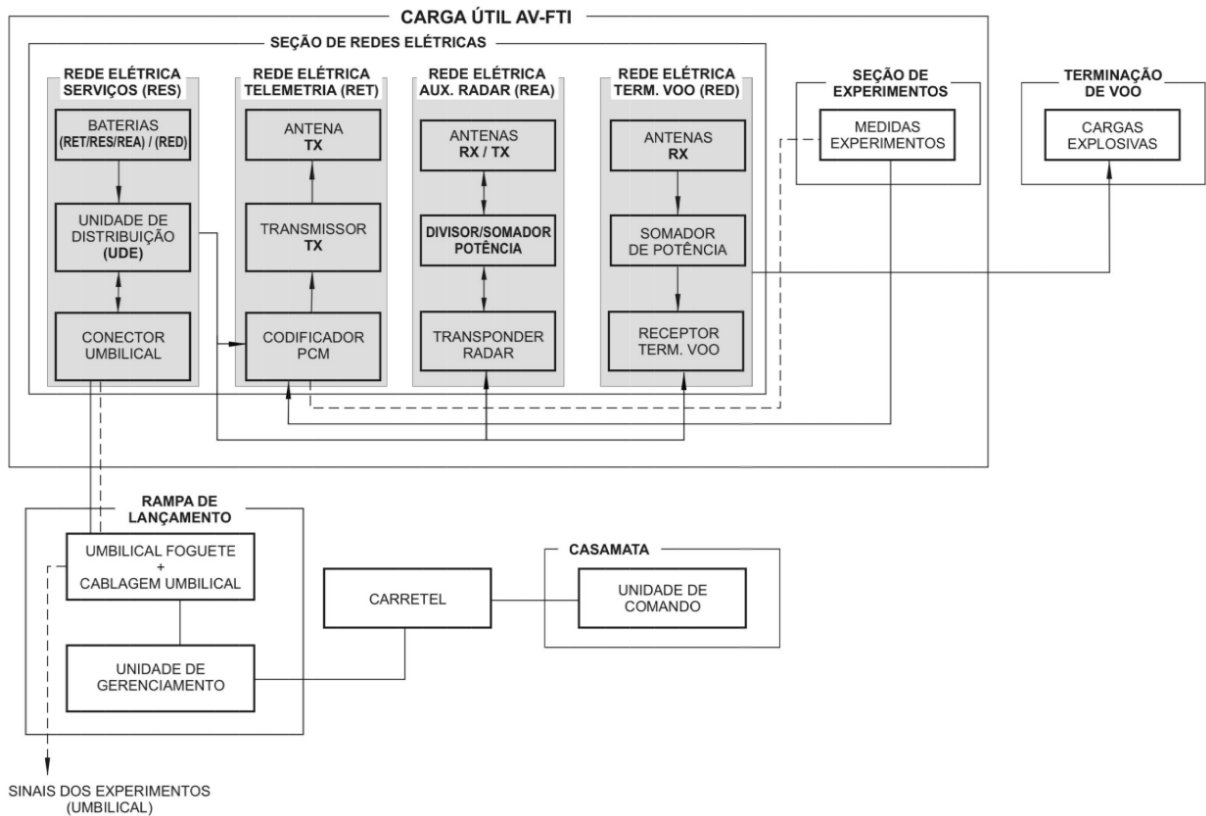 CARGA ÚTIL AV-FTI
SEÇÃO DE REDES ELÉTRICAS
REDE ELÉTRICA
SERVIÇOS (RES)
BATERIAS
(RET/RES/REA) / (RED)
UNIDADE DE
DISTRIBUIÇÃO
(UDE)
CONECTOR
UMBILICAL
REDE ELÉTRICA
TELEMETRIA (RET)
ANTENA
TX
TRANSMISSOR
TX
CODIFICADOR
PCM
REDE ELÉTRICA
AUX. RADAR (REA)
ANTENAS
RX / TX
DIVISOR/SOMADOR
POTÊNCIA
TRANSPONDER
RADAR
REDE ELÉTRICA
TERM. VOO (RED)
ANTENAS
RX
SOMADOR
DE POTÊNCIA
RECEPTOR
TERM. VOO
SEÇÃO DE
EXPERIMENTOS
MEDIDAS
EXPERIMENTOS
TERMINAÇÃO
DE VOO
CARGAS
EXPLOSIVAS
RAMPA DE
LANÇAMENTO
UMBILICAL FOGUETE
+
CABLAGEM UMBILICAL
UNIDADE DE
GERENCIAMENTO
CARRETEL
CASAMATA
UNIDADE DE
COMANDO
SINAIS DOS EXPERIMENTOS
(UMBILICAL)